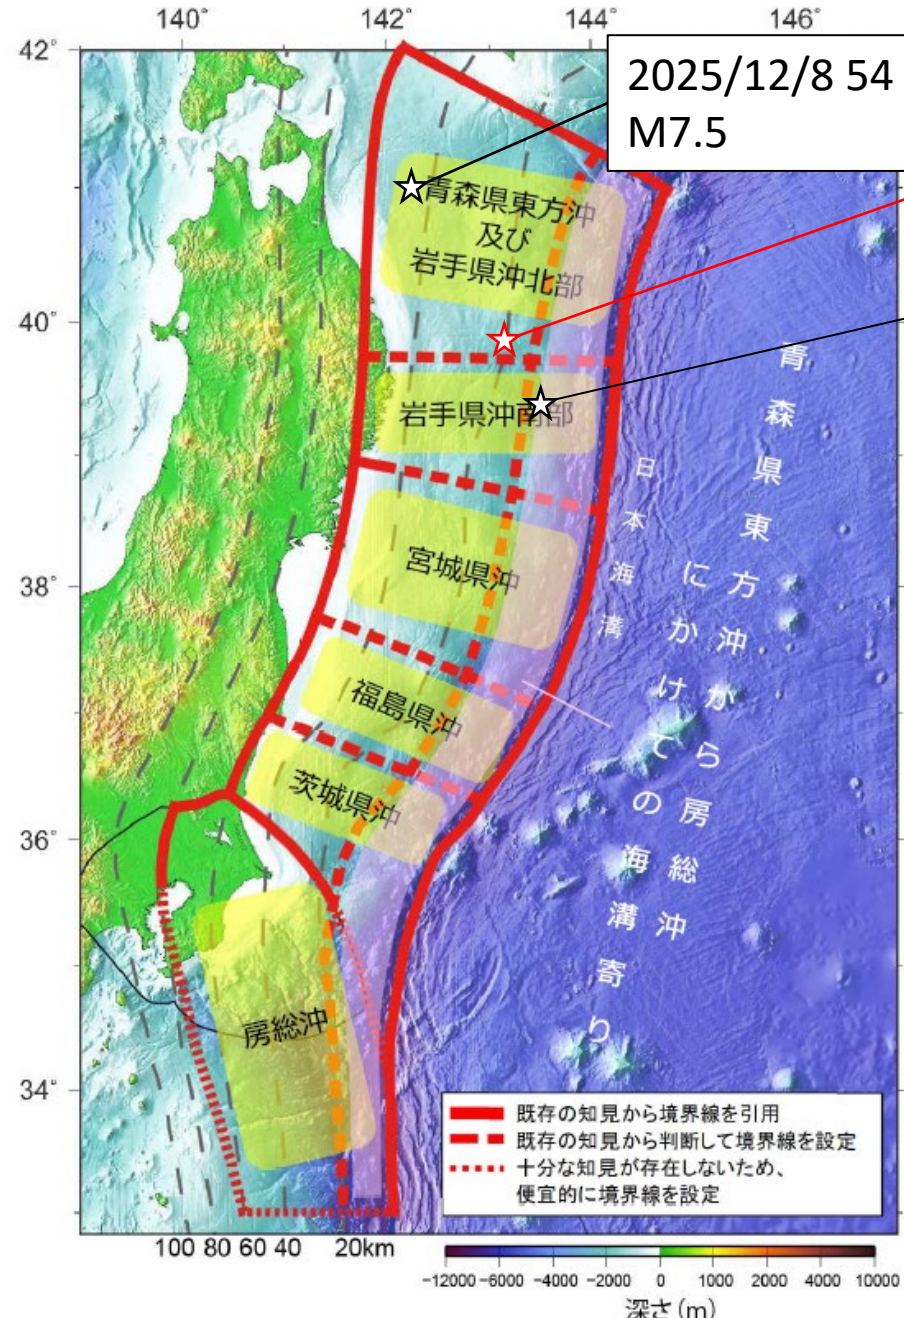 140°
142°
144°
146°
42°
40°
38°
36°
34°
2025/12/8 54
M7.5
青森県東方沖
及び
岩手県沖北部
岩手県沖南部
宮城県沖
福島県沖
茨城県沖
房総沖
日本海溝
青森県東方沖から房総沖
にかけての海溝寄り
既存の知見から境界線を引用
既存の知見から判断して境界線を設定
十分な知見が存在しないため、
便宜的に境界線を設定
100 80 60 40 20km
−12000 −6000 −4000 −2000 0 1000 2000 4000 10000
深さ(m)